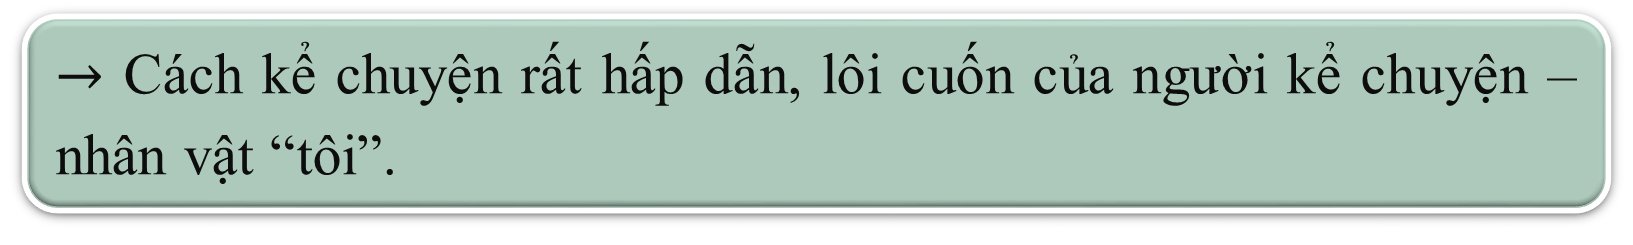 → Cách kể chuyện rất hấp dẫn, lôi cuốn của người kể chuyện –
nhân vật “tôi”.